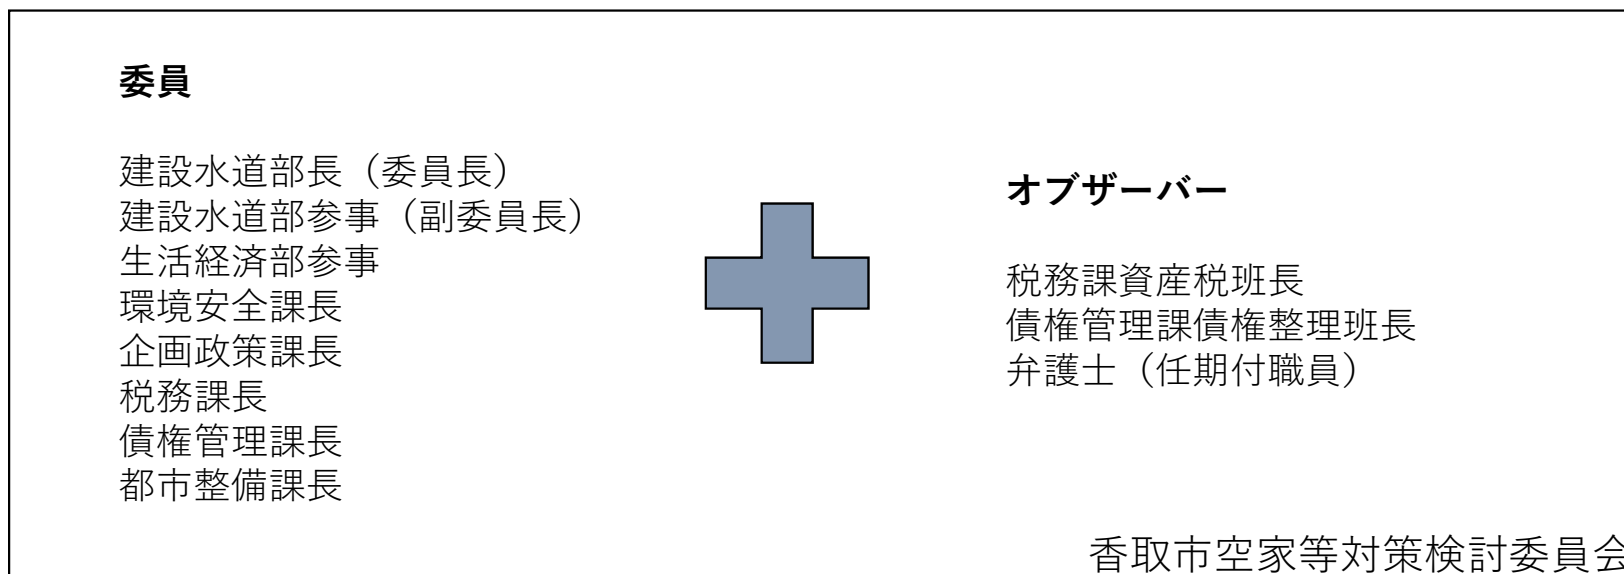 委員
建設水道部長（委員長）
建設水道部参事（副委員長）
生活経済部参事
環境安全課長
企画政策課長
税務課長
債権管理課長
都市整備課長
オブザーバー
税務課資産税班長
債権管理課債権整理班長
弁護士（任期付職員）
香取市空家等対策検討委員会